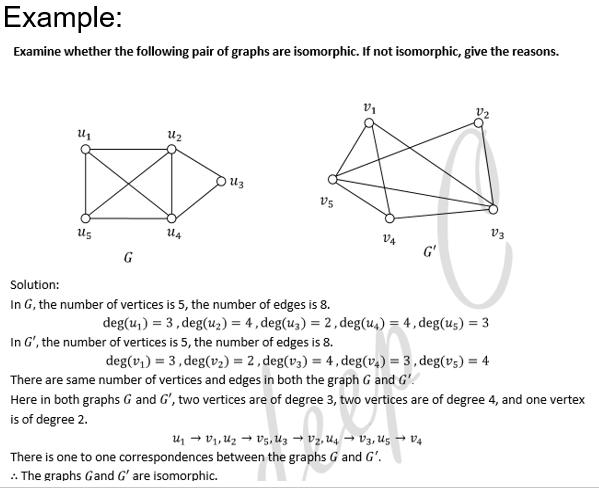 Example:
Examine whether the following pair of graphs are isomorphic. If not isomorphic, give the reasons.
v₁
v₂
u₁
u₂
u₃
v₅
u₅
u₄
v₄
v₃
G
G′
Solution:
In G, the number of vertices is 5, the number of edges is 8.
deg(u₁) = 3 , deg(u₂) = 4 , deg(u₃) = 2 , deg(u₄) = 4 , deg(u₅) = 3
In G′, the number of vertices is 5, the number of edges is 8.
deg(v₁) = 3 , deg(v₂) = 2 , deg(v₃) = 4 , deg(v₄) = 3 , deg(v₅) = 4
There are same number of vertices and edges in both the graph G and G′.
Here in both graphs G and G′, two vertices are of degree 3, two vertices are of degree 4, and one vertex
is of degree 2.
u₁ → v₁, u₂ → v₅, u₃ → v₂, u₄ → v₃, u₅ → v₄
There is one to one correspondences between the graphs G and G′.
∴ The graphs Gand G′ are isomorphic.